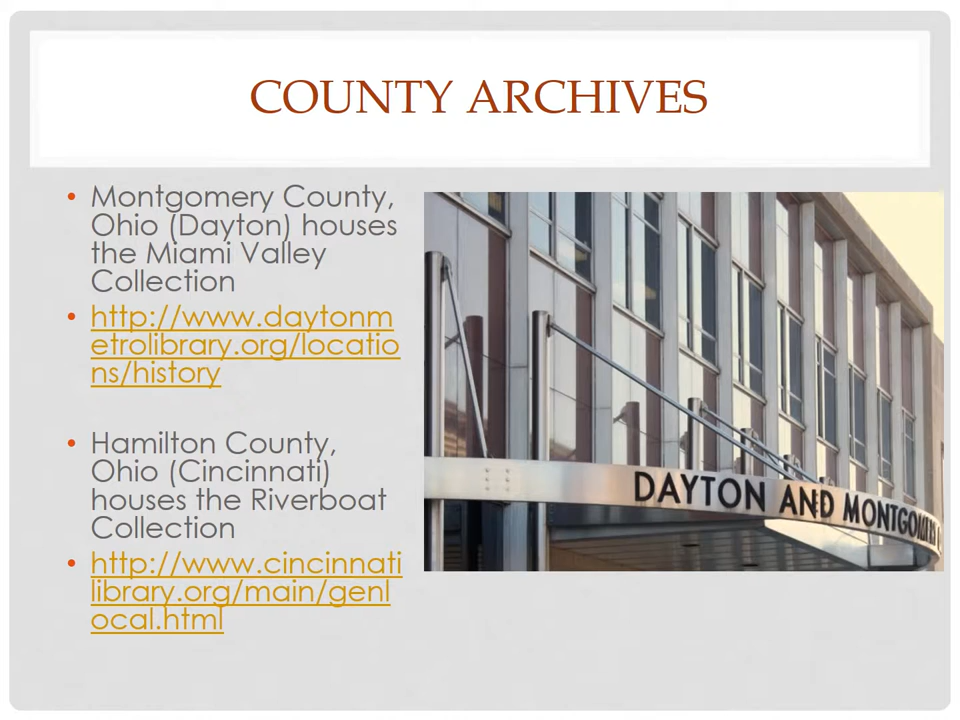 COUNTY ARCHIVES
• Montgomery County,
Ohio (Dayton) houses
the Miami Valley
Collection
• http://www.daytonm
etrolibrary.org/locatio
ns/history
• Hamilton County,
Ohio (Cincinnati)
houses the Riverboat
Collection
• http://www.cincinnati
library.org/main/genl
ocal.html
DAYTON AND MONTGOMERY